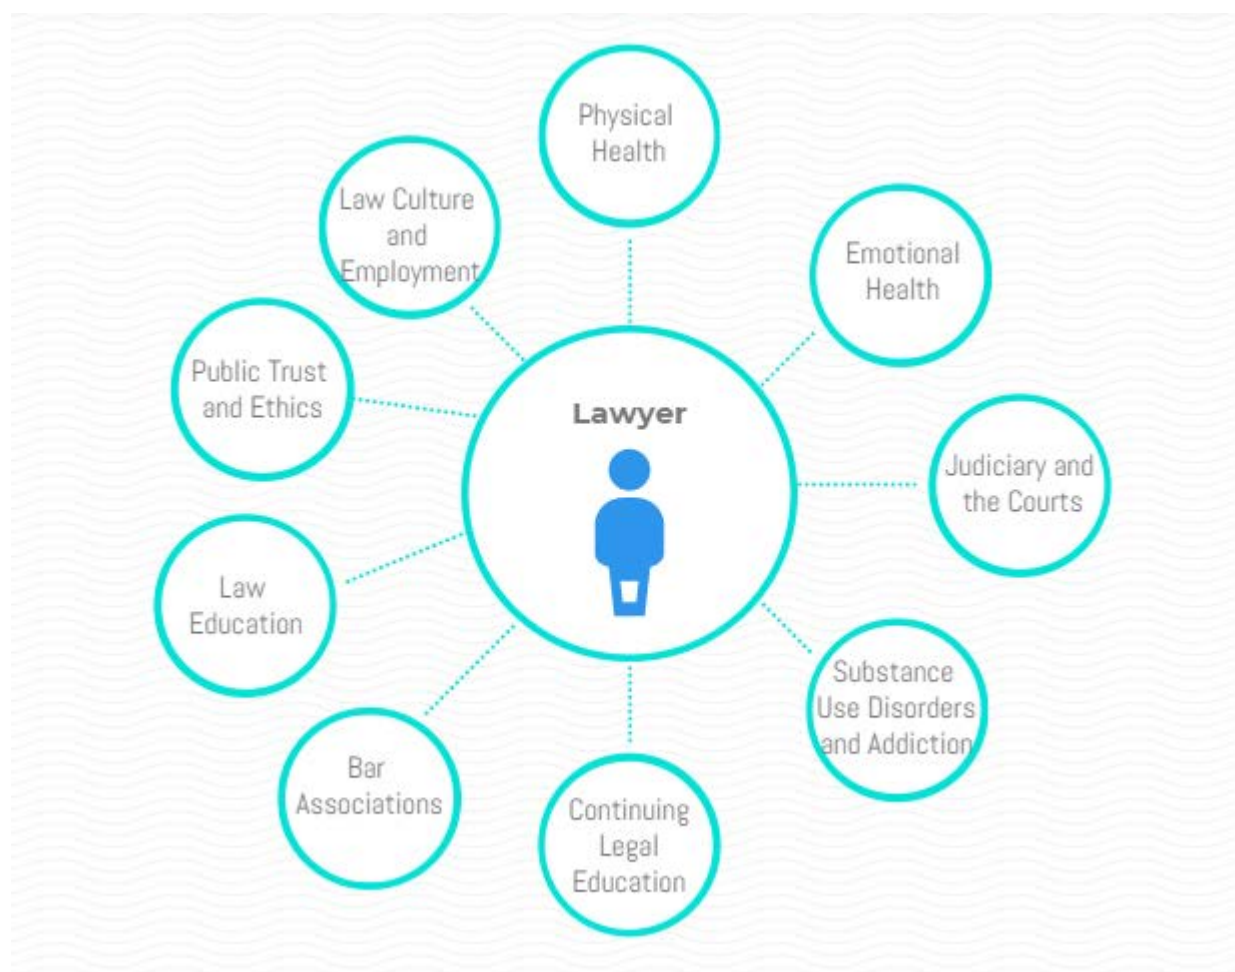 Physical
Health
Law Culture
and
Employment
Emotional
Health
Public Trust
and Ethics
Lawyer
Judiciary and
the Courts
Law
Education
Substance
Use Disorders
and Addiction
Bar
Associations
Continuing
Legal
Education